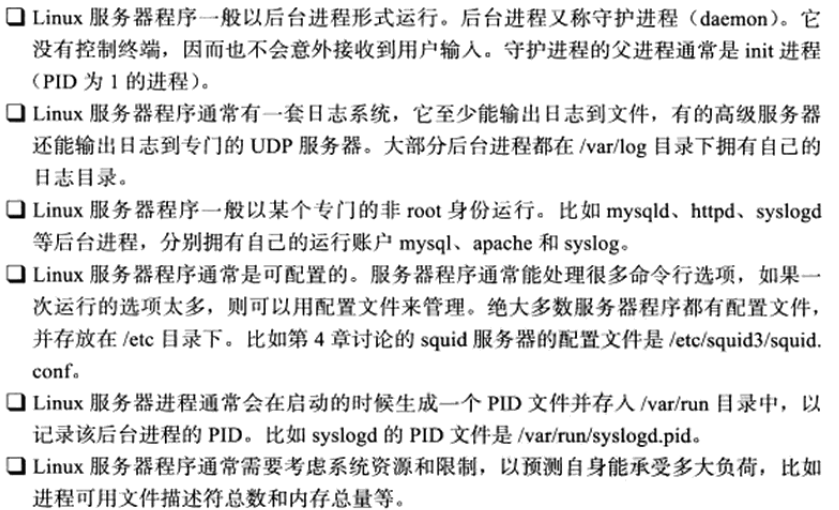 ❑ Linux 服务器程序一般以后台进程形式运行。后台进程又称守护进程（daemon）。它
没有控制终端，因而也不会意外接收到用户输入。守护进程的父进程通常是 init 进程
（PID 为 1 的进程）。
❑ Linux 服务器程序通常有一套日志系统，它至少能输出日志到文件，有的高级服务器
还能输出日志到专门的 UDP 服务器。大部分后台进程都在 /var/log 目录下拥有自己的
日志目录。
❑ Linux 服务器程序一般以某个专门的非 root 身份运行。比如 mysqld、httpd、syslogd
等后台进程，分别拥有自己的运行账户 mysql、apache 和 syslog。
❑ Linux 服务器程序通常是可配置的。服务器程序通常能处理很多命令行选项，如果一
次运行的选项太多，则可以用配置文件来管理。绝大多数服务器程序都有配置文件，
并存放在 /etc 目录下。比如第 4 章讨论的 squid 服务器的配置文件是 /etc/squid3/squid.
conf。
❑ Linux 服务器进程通常会在启动的时候生成一个 PID 文件并存入 /var/run 目录中，以
记录该后台进程的 PID。比如 syslogd 的 PID 文件是 /var/run/syslogd.pid。
❑ Linux 服务器程序通常需要考虑系统资源和限制，以预测自身能承受多大负荷，比如
进程可用文件描述符总数和内存总量等。